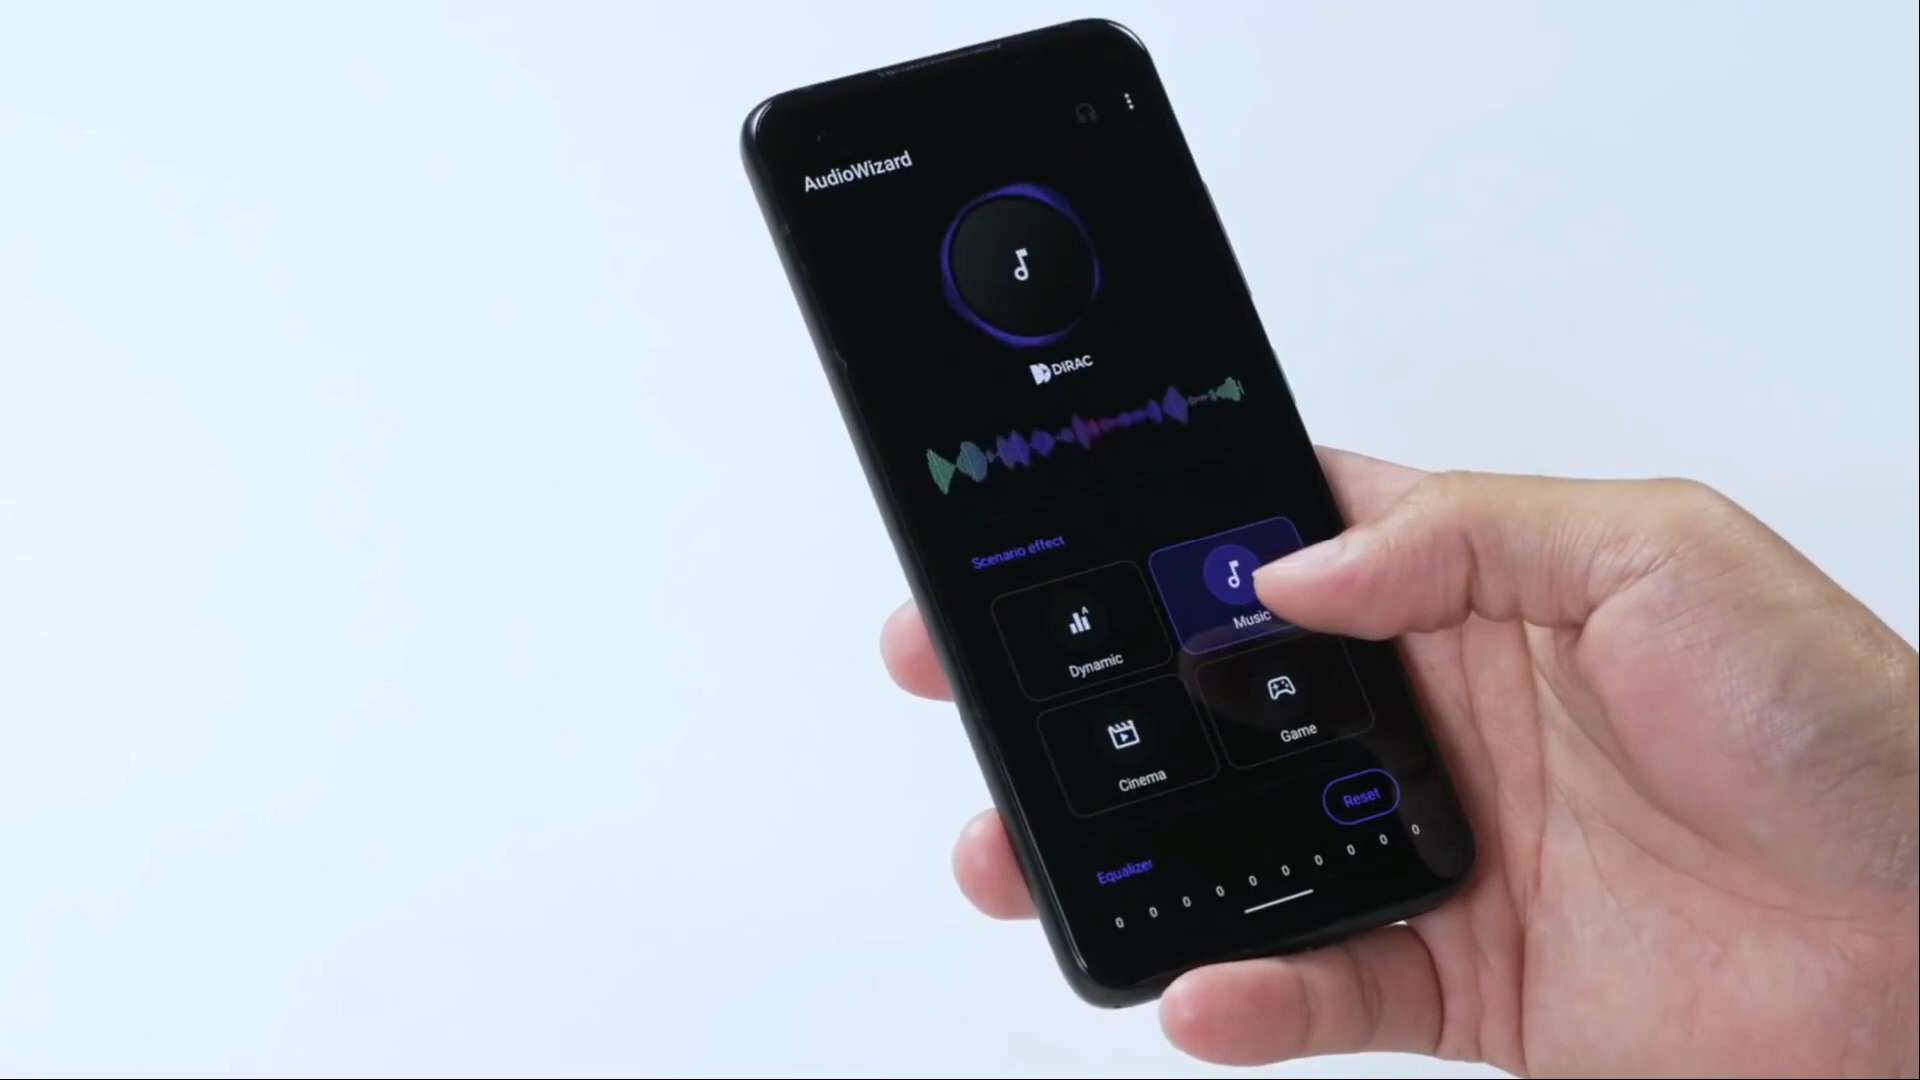 AudioWizard
DIRAC
Scenario effect
Dynamic
Music
Cinema
Game
Reset
Equalizer
0 0 0 0 0 0 0 0 0 0